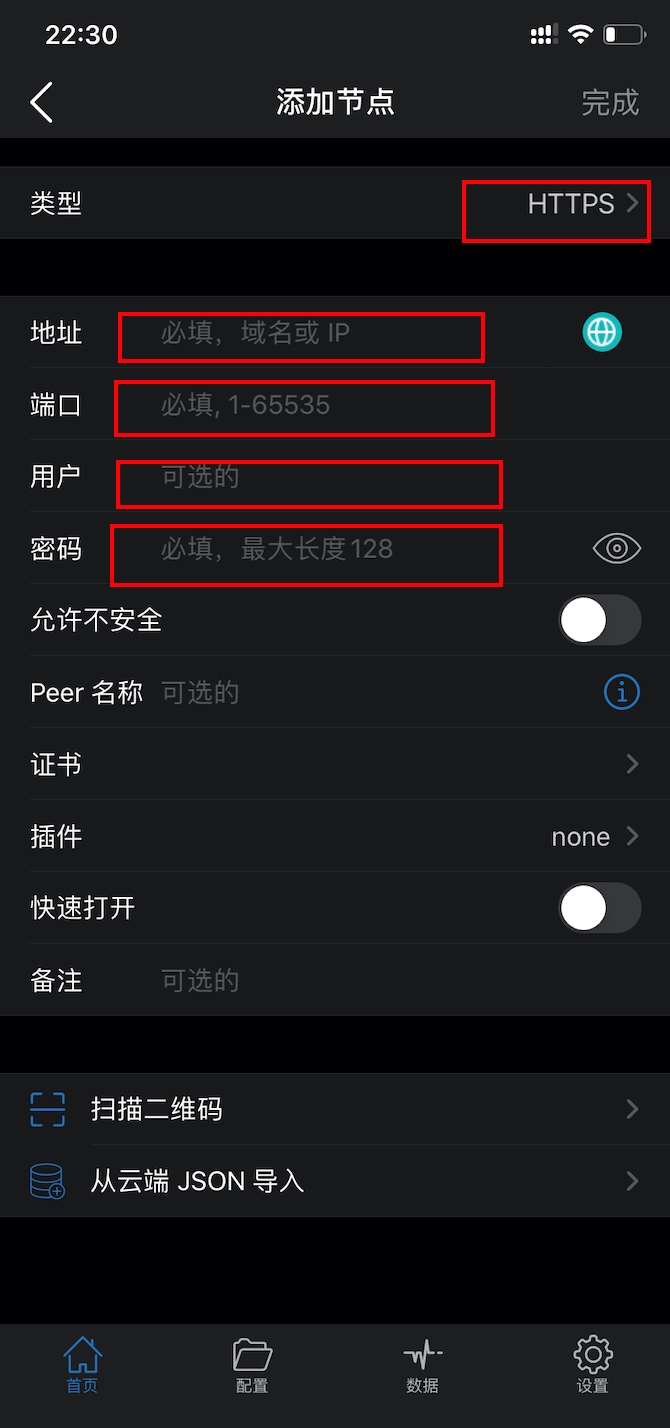 22:30
添加节点 完成
类型 HTTPS
地址 必填，域名或 IP
端口 必填, 1-65535
用户 可选的
密码 必填，最大长度128
允许不安全
Peer 名称 可选的
证书
插件 none
快速打开
备注 可选的
扫描二维码
从云端 JSON 导入
首页 配置 数据 设置